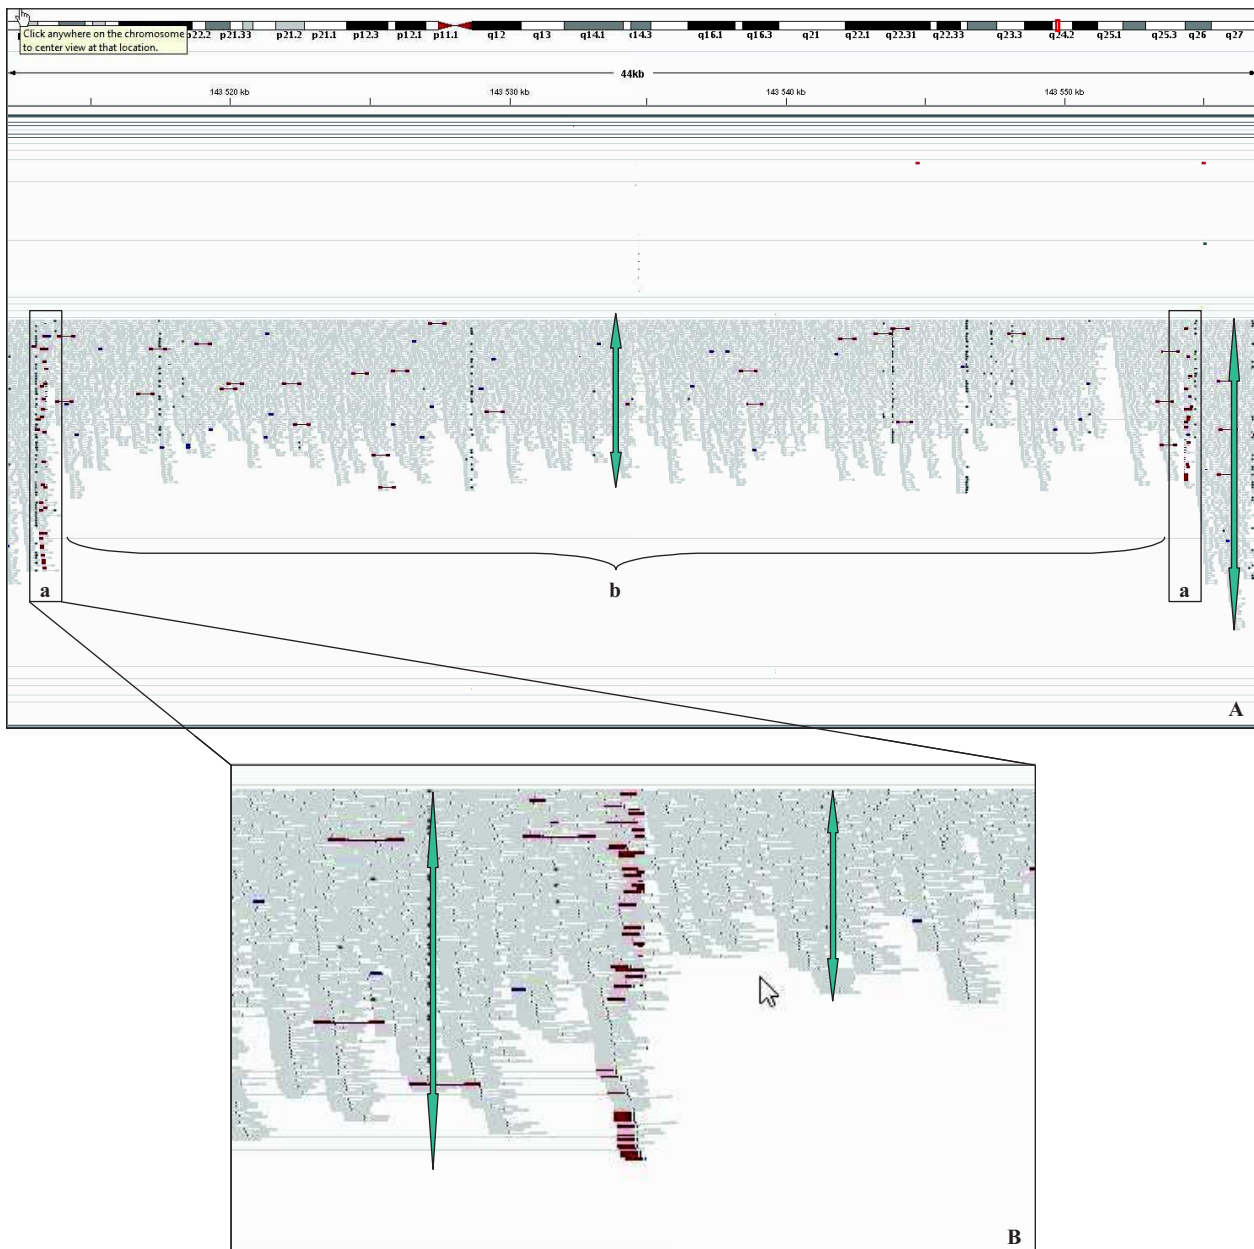 Click anywhere on the chromosome
to center view at that location.
p22.2 p21.33 p21.2 p21.1 p12.3 p12.1 p11.1 q12 q13 q14.1 q14.3 q16.1 q16.3 q21 q22.1 q22.31 q22.33 q23.3 q24.2 q25.1 q25.3 q26 q27
44kb
143 520 kb 143 530 kb 143 540 kb 143 550 kb
a b a
A
B